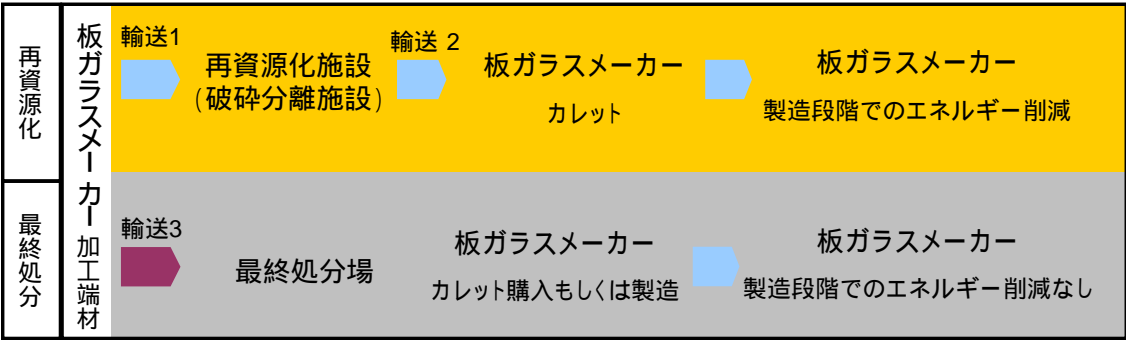 再資源化
板ガラスメーカー加工端材
輸送1
再資源化施設
(破砕分離施設)
輸送 2
板ガラスメーカー
カレット
板ガラスメーカー
製造段階でのエネルギー削減
最終処分
輸送3
最終処分場
板ガラスメーカー
カレット購入もしくは製造
板ガラスメーカー
製造段階でのエネルギー削減なし